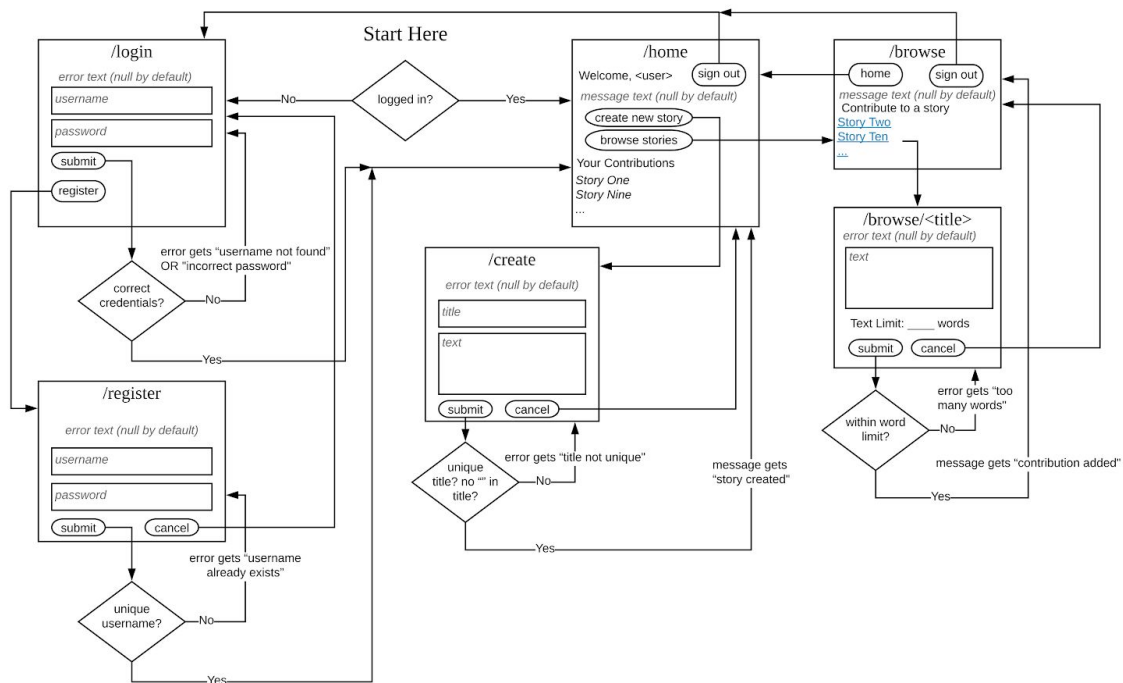 Start Here
logged in?
No
Yes
/login
error text (null by default)
username
password
submit
register
error gets “username not found”
OR "incorrect password"
correct
credentials?
No
Yes
/register
error text (null by default)
username
password
submit
cancel
error gets “username
already exists”
unique
username?
No
Yes
/home
Welcome, <user>
sign out
message text (null by default)
create new story
browse stories
Your Contributions
Story One
Story Nine
...
/create
error text (null by default)
title
text
submit
cancel
unique
title? no “” in
title?
error gets “title not unique”
No
Yes
message gets
“story created”
/browse
home
sign out
message text (null by default)
Contribute to a story
Story Two
Story Ten
...
/browse/<title>
error text (null by default)
text
Text Limit: ____ words
submit
cancel
error gets “too
many words”
within word
limit?
No
message gets “contribution added”
Yes